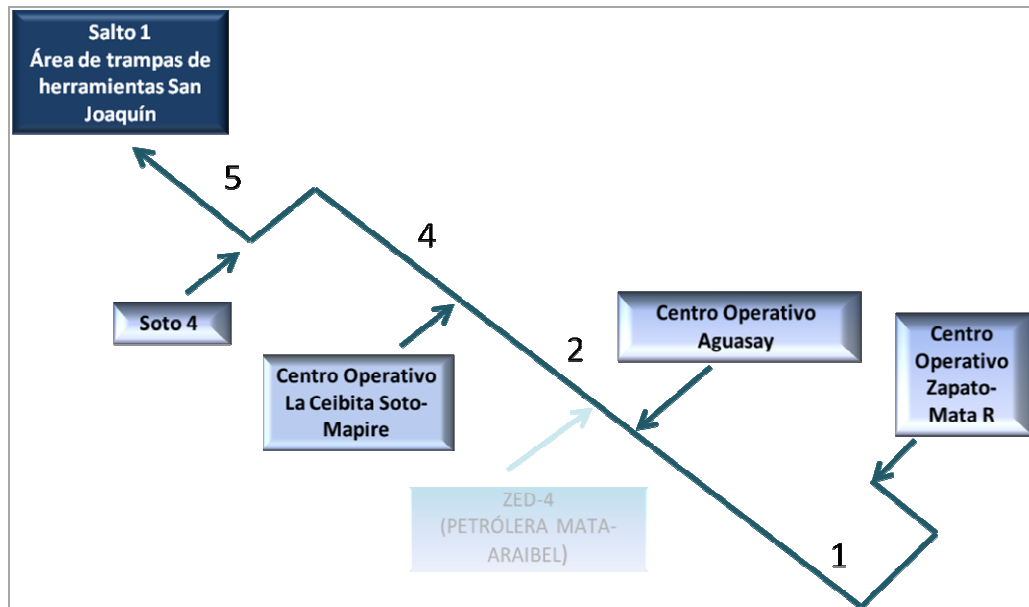 Salto 1
Área de trampas de
herramientas San
Joaquín
5
4
Soto 4
Centro Operativo
La Ceibita Soto-
Mapire
2
Centro Operativo
Aguasay
Centro
Operativo
Zapato-
Mata R
ZED-4
(PETRÓLERA MATA-
ARAIBEL)
1